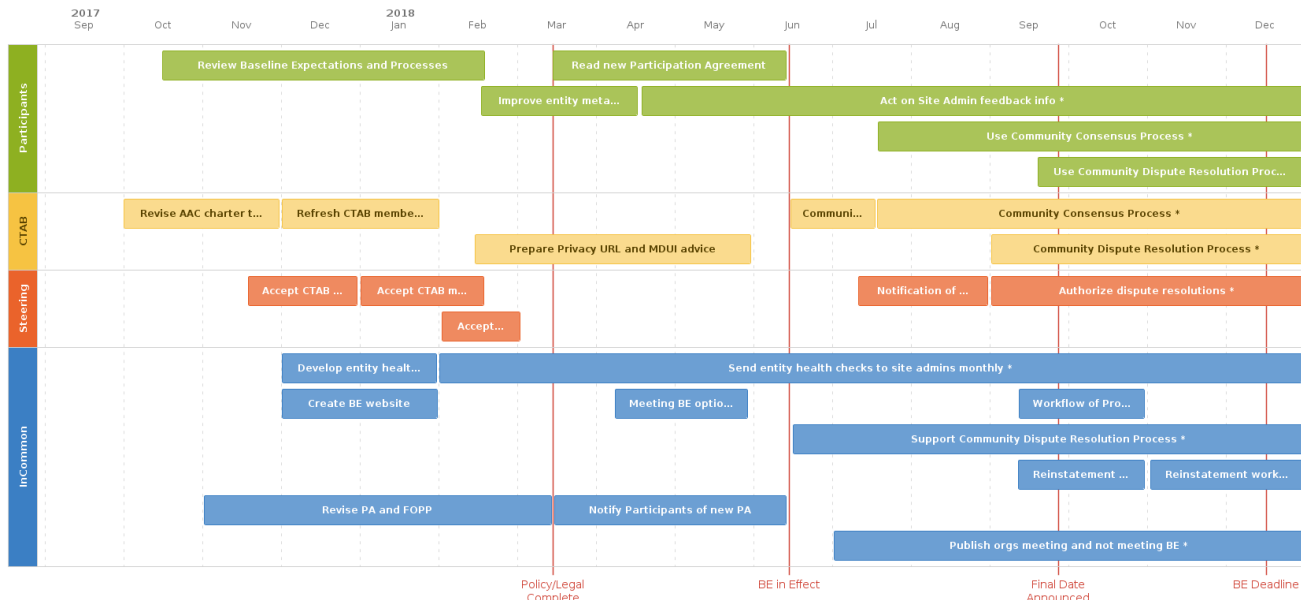 2017 2018
Sep Oct Nov Dec Jan Feb Mar Apr May Jun Jul Aug Sep Oct Nov Dec
Participants
Review Baseline Expectations and Processes
Read new Participation Agreement
Improve entity meta...
Act on Site Admin feedback info *
Use Community Consensus Process *
Use Community Dispute Resolution Proc...
CTAB
Revise AAC charter t...
Refresh CTAB membe...
Communi...
Community Consensus Process *
Prepare Privacy URL and MDUI advice
Community Dispute Resolution Process *
Steering
Accept CTAB ...
Accept CTAB m...
Notification of ...
Authorize dispute resolutions *
Accept...
InCommon
Develop entity healt...
Send entity health checks to site admins monthly *
Create BE website
Meeting BE optio...
Workflow of Pro...
Support Community Dispute Resolution Process *
Reinstatement ...
Reinstatement work...
Revise PA and FOPP
Notify Participants of new PA
Publish orgs meeting and not meeting BE *
Policy/Legal
Complete
BE in Effect
Final Date
Announced
BE Deadline